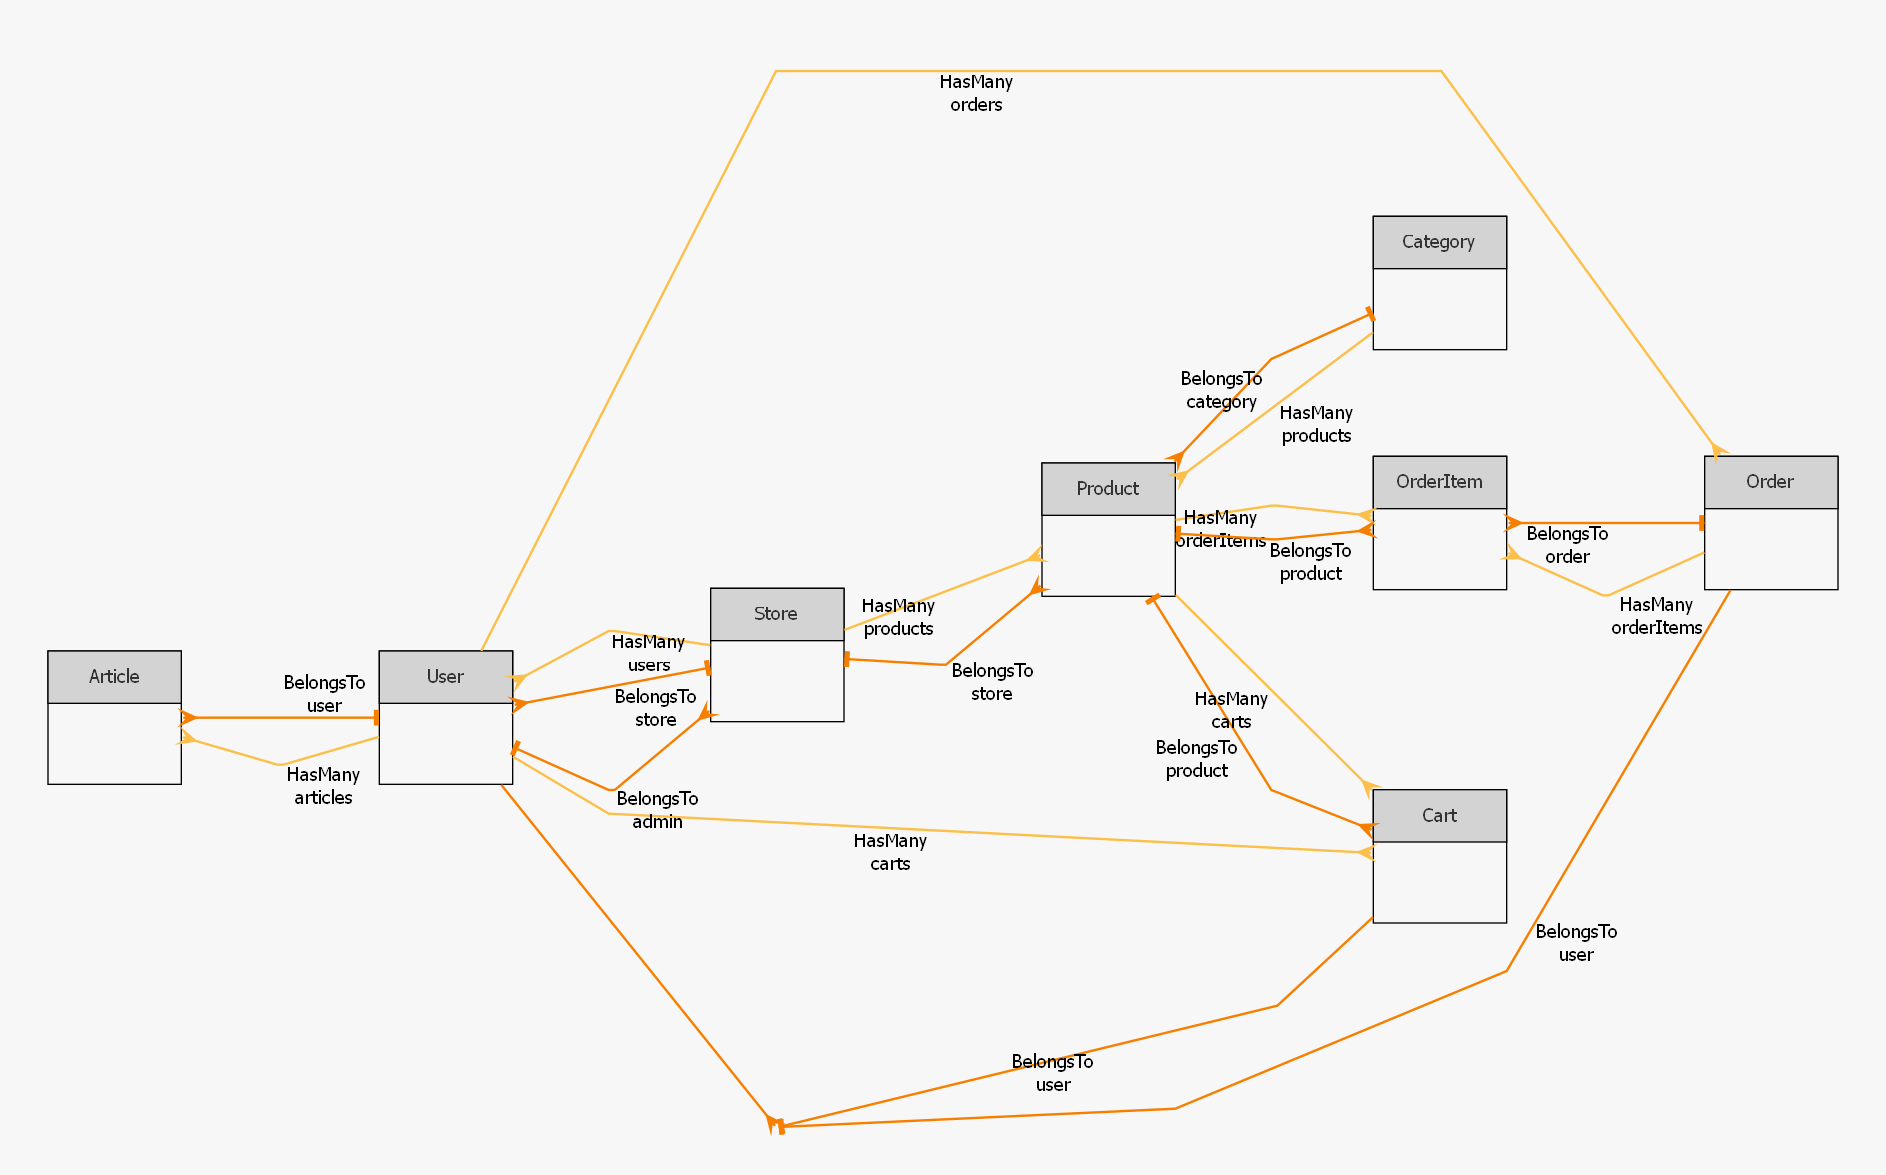 HasMany
orders
Category
BelongsTo
category
HasMany
products
Product
OrderItem
Order
HasMany
orderItems
BelongsTo
product
BelongsTo
order
HasMany
orderItems
Store
HasMany
products
HasMany
users
BelongsTo
store
BelongsTo
store
Article
BelongsTo
user
User
HasMany
articles
HasMany
carts
BelongsTo
product
BelongsTo
admin
HasMany
carts
Cart
BelongsTo
user
BelongsTo
user